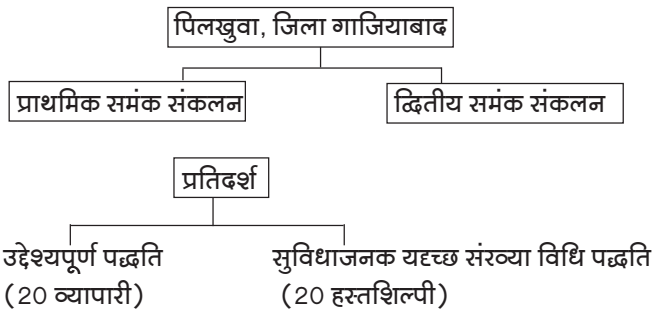 पिलखुवा, जिला गाजियाबाद
प्राथमिक समंक संकलन द्वितीय समंक संकलन
प्रतिदर्श
उद्देश्यपूर्ण पद्धति सुविधाजनक यदृच्छ संख्या विधि पद्धति
(20 व्यापारी) (20 हस्तशिल्पी)